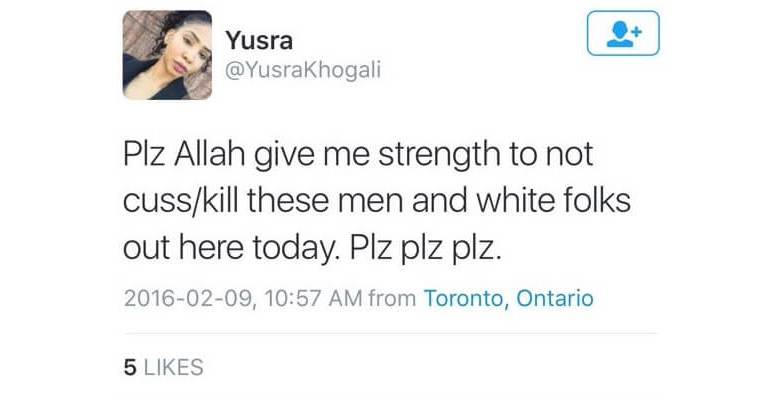 Yusra
@YusraKhogali
Plz Allah give me strength to not
cuss/kill these men and white folks
out here today. Plz plz plz.
2016-02-09, 10:57 AM from Toronto, Ontario
5 LIKES